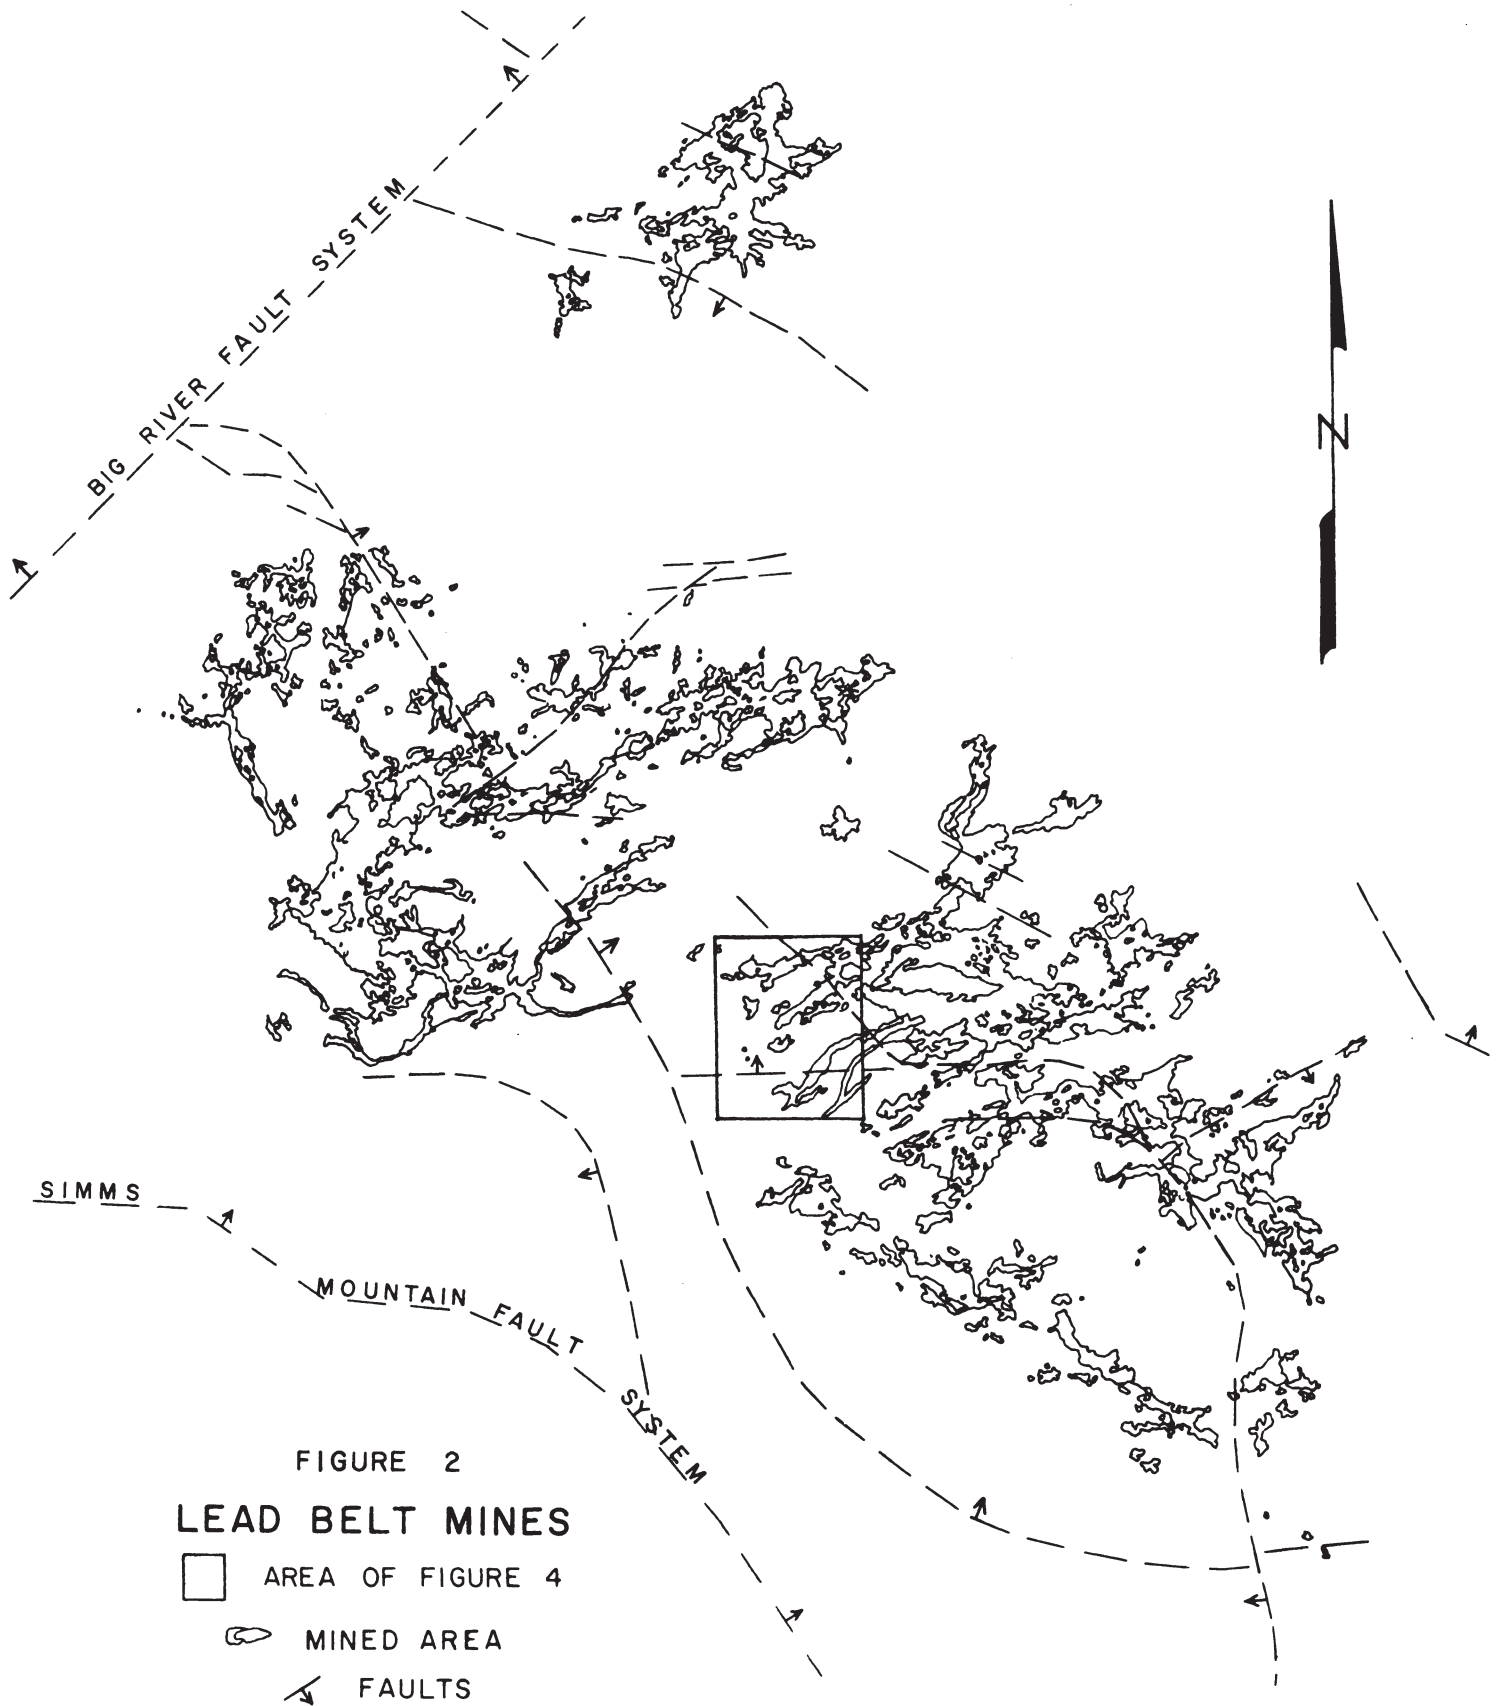 BIG RIVER FAULT SYSTEM
N
SIMMS MOUNTAIN FAULT SYSTEM
FIGURE 2
LEAD BELT MINES
AREA OF FIGURE 4
MINED AREA
FAULTS